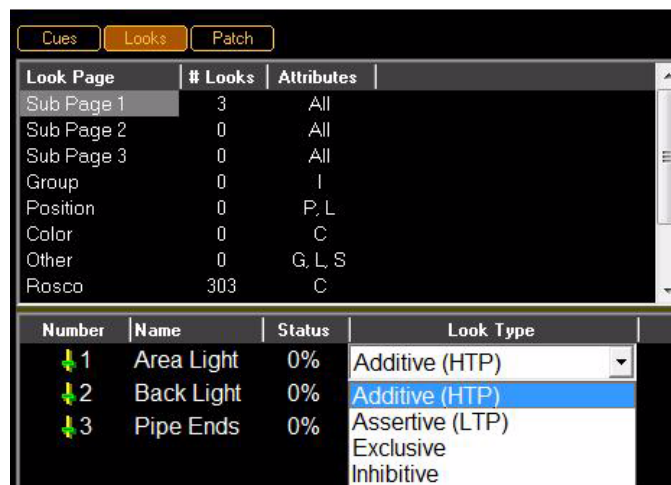 Cues Looks Patch
Look Page # Looks Attributes
Sub Page 1 3 All
Sub Page 2 0 All
Sub Page 3 0 All
Group 0 I
Position 0 P, L
Color 0 C
Other 0 G, L, S
Rosco 303 C
Number Name Status Look Type
1 Area Light 0% Additive (HTP)
2 Back Light 0% Additive (HTP)
3 Pipe Ends 0% Assertive (LTP)
Exclusive
Inhibitive